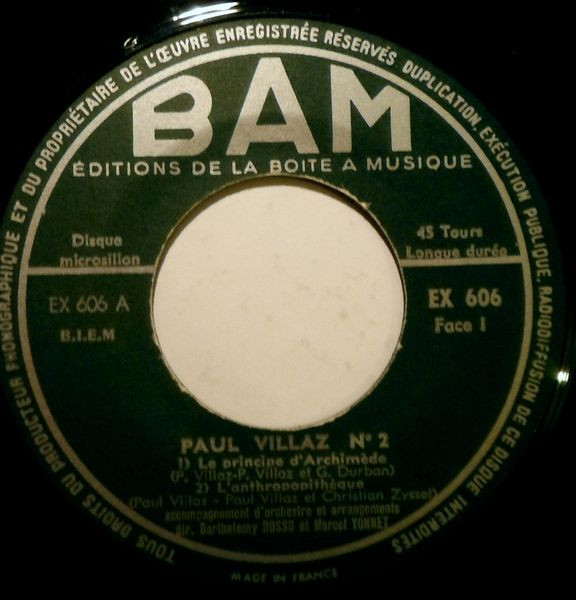 TOUS DROITS DU PRODUCTEUR PHONOGRAPHIQUE ET DU PROPRIÉTAIRE DE L'ŒUVRE ENREGISTRÉE RÉSERVÉS. DUPLICATION, EXÉCUTION PUBLIQUE, RADIODIFFUSION DE CE DISQUE INTERDITES
BAM
ÉDITIONS DE LA BOITE A MUSIQUE
Disque
microsillon
45 Tours
Longue durée
EX 606 A
B.I.E.M
EX 606
Face 1
PAUL VILLAZ N° 2
1) Le principe d'Archimède
(P. Villaz-P. Villaz et G. Durban)
2) L'anthropopithèque
(Paul Villaz - Paul Villaz et Christian Zyssel)
accompagnement d'orchestre et arrangements
dir. Barthelemy ROSSO et Marcel YONNET
MADE IN FRANCE